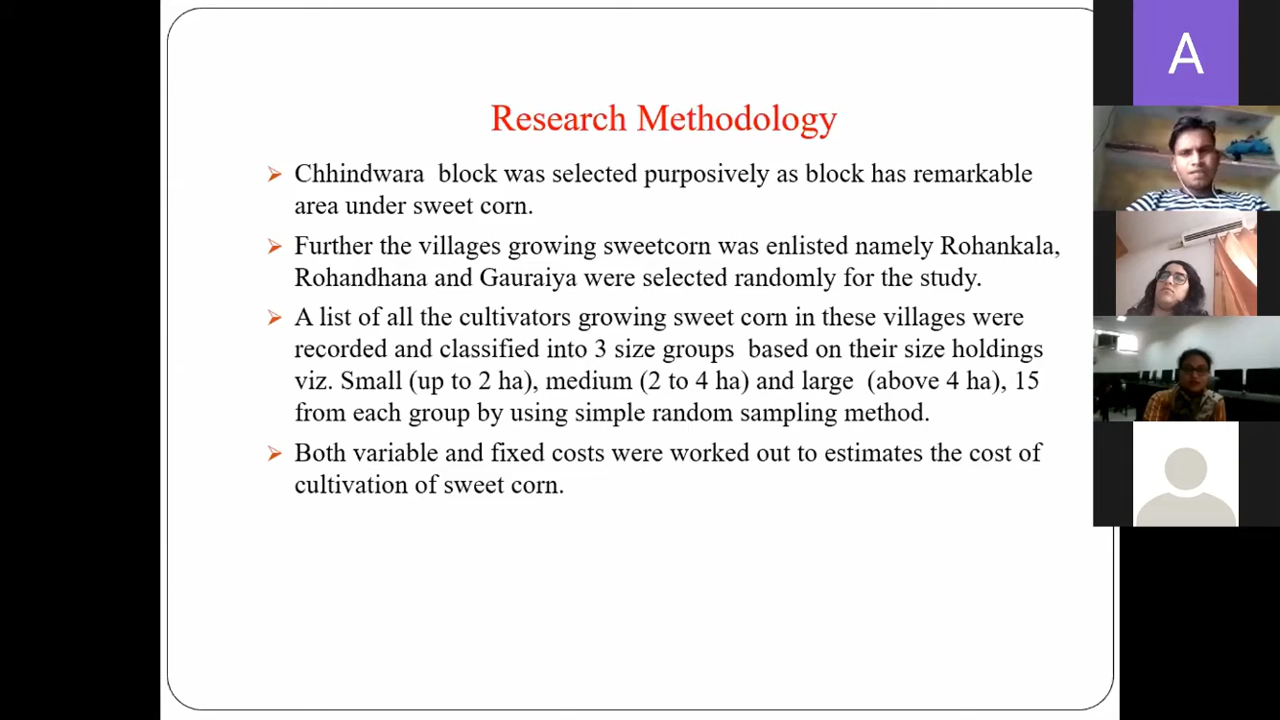 Research Methodology
Chhindwara block was selected purposively as block has remarkable
area under sweet corn.
Further the villages growing sweetcorn was enlisted namely Rohankala,
Rohandhana and Gauraiya were selected randomly for the study.
A list of all the cultivators growing sweet corn in these villages were
recorded and classified into 3 size groups based on their size holdings
viz. Small (up to 2 ha), medium (2 to 4 ha) and large (above 4 ha), 15
from each group by using simple random sampling method.
Both variable and fixed costs were worked out to estimates the cost of
cultivation of sweet corn.
A